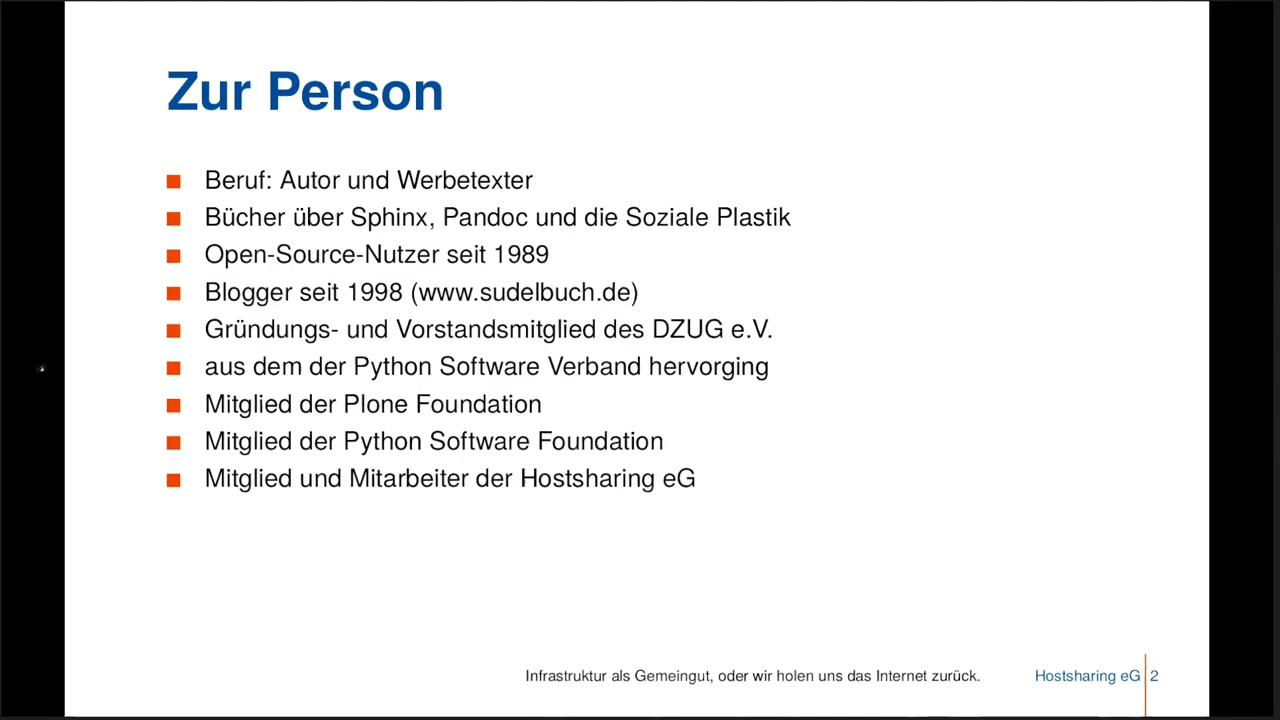 Zur Person
Beruf: Autor und Werbetexter
Bücher über Sphinx, Pandoc und die Soziale Plastik
Open-Source-Nutzer seit 1989
Blogger seit 1998 (www.sudelbuch.de)
Gründungs- und Vorstandsmitglied des DZUG e.V.
aus dem der Python Software Verband hervorging
Mitglied der Plone Foundation
Mitglied der Python Software Foundation
Mitglied und Mitarbeiter der Hostsharing eG
Infrastruktur als Gemeingut, oder wir holen uns das Internet zurück. Hostsharing eG 2